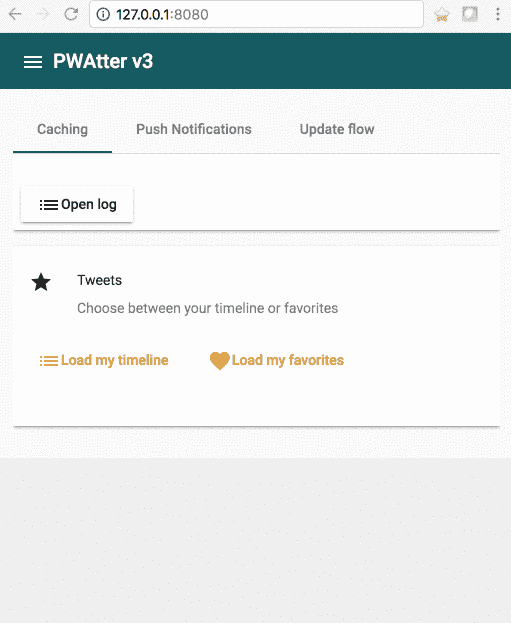 127.0.0.1:8080
PWAtter v3
Caching Push Notifications Update flow
Open log
Tweets
Choose between your timeline or favorites
Load my timeline Load my favorites